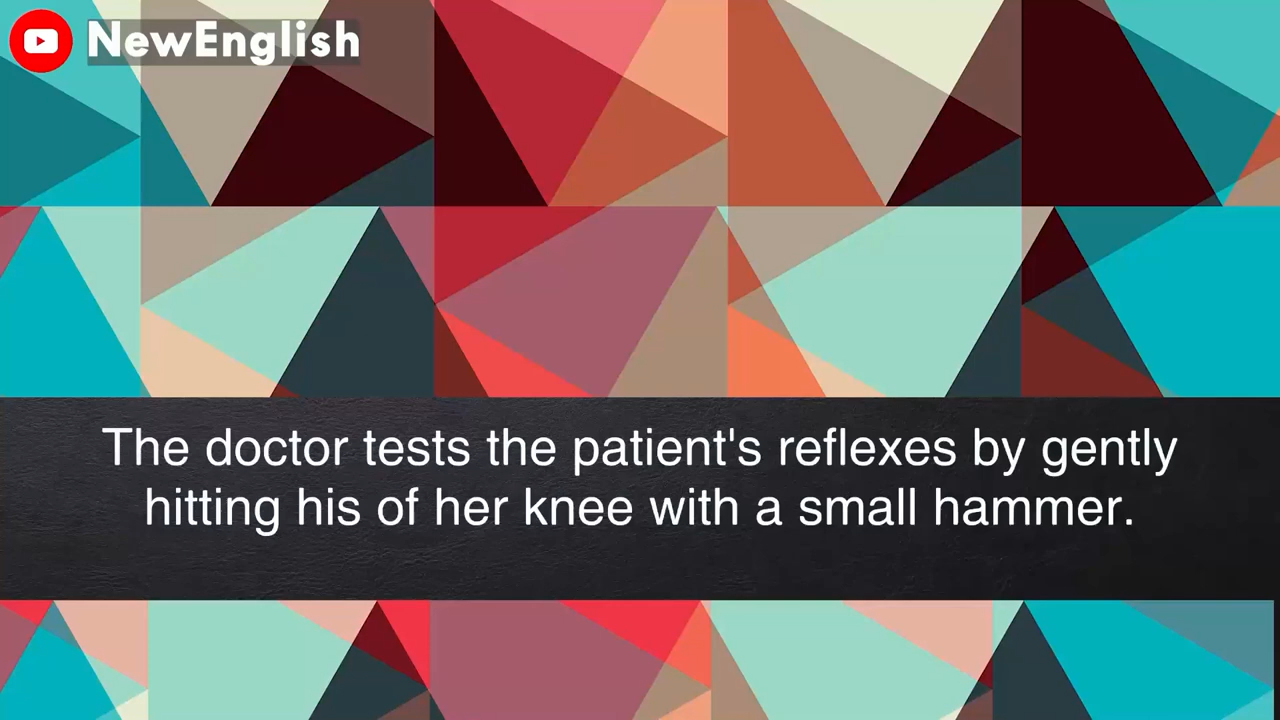 NewEnglish
The doctor tests the patient's reflexes by gently
hitting his of her knee with a small hammer.